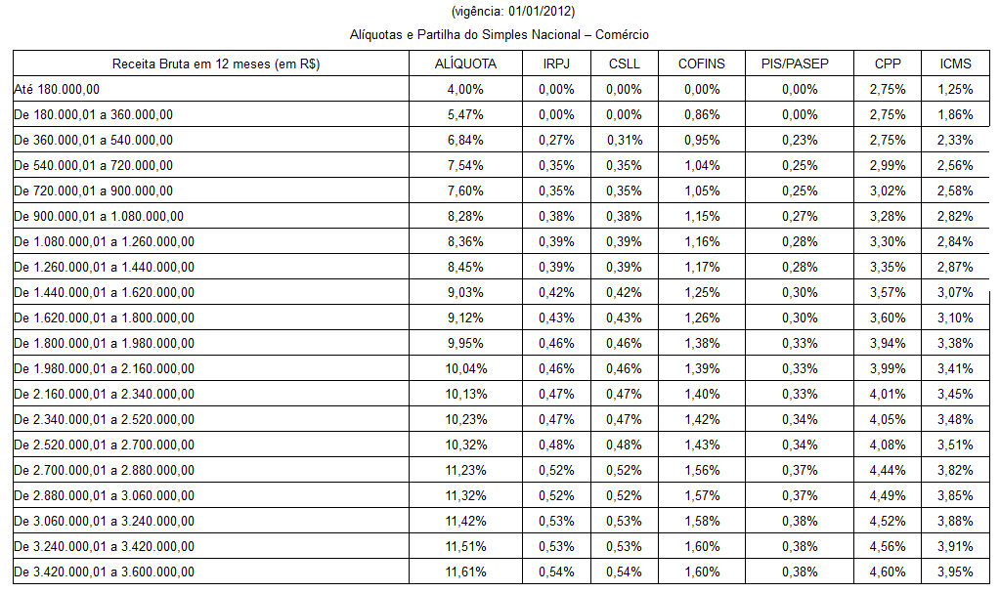 (vigência: 01/01/2012)
Alíquotas e Partilha do Simples Nacional – Comércio
Receita Bruta em 12 meses (em R$) ALÍQUOTA IRPJ CSLL COFINS PIS/PASEP CPP ICMS
Até 180.000,00 4,00% 0,00% 0,00% 0,00% 0,00% 2,75% 1,25%
De 180.000,01 a 360.000,00 5,47% 0,00% 0,00% 0,86% 0,00% 2,75% 1,86%
De 360.000,01 a 540.000,00 6,84% 0,27% 0,31% 0,95% 0,23% 2,75% 2,33%
De 540.000,01 a 720.000,00 7,54% 0,35% 0,35% 1,04% 0,25% 2,99% 2,56%
De 720.000,01 a 900.000,00 7,60% 0,35% 0,35% 1,05% 0,25% 3,02% 2,58%
De 900.000,01 a 1.080.000,00 8,28% 0,38% 0,38% 1,15% 0,27% 3,28% 2,82%
De 1.080.000,01 a 1.260.000,00 8,36% 0,39% 0,39% 1,16% 0,28% 3,30% 2,84%
De 1.260.000,01 a 1.440.000,00 8,45% 0,39% 0,39% 1,17% 0,28% 3,35% 2,87%
De 1.440.000,01 a 1.620.000,00 9,03% 0,42% 0,42% 1,25% 0,30% 3,57% 3,07%
De 1.620.000,01 a 1.800.000,00 9,12% 0,43% 0,43% 1,26% 0,30% 3,60% 3,10%
De 1.800.000,01 a 1.980.000,00 9,95% 0,46% 0,46% 1,38% 0,33% 3,94% 3,38%
De 1.980.000,01 a 2.160.000,00 10,04% 0,46% 0,46% 1,39% 0,33% 3,99% 3,41%
De 2.160.000,01 a 2.340.000,00 10,13% 0,47% 0,47% 1,40% 0,33% 4,01% 3,45%
De 2.340.000,01 a 2.520.000,00 10,23% 0,47% 0,47% 1,42% 0,34% 4,05% 3,48%
De 2.520.000,01 a 2.700.000,00 10,32% 0,48% 0,48% 1,43% 0,34% 4,08% 3,51%
De 2.700.000,01 a 2.880.000,00 11,23% 0,52% 0,52% 1,56% 0,37% 4,44% 3,82%
De 2.880.000,01 a 3.060.000,00 11,32% 0,52% 0,52% 1,57% 0,37% 4,49% 3,85%
De 3.060.000,01 a 3.240.000,00 11,42% 0,53% 0,53% 1,58% 0,38% 4,52% 3,88%
De 3.240.000,01 a 3.420.000,00 11,51% 0,53% 0,53% 1,60% 0,38% 4,56% 3,91%
De 3.420.000,01 a 3.600.000,00 11,61% 0,54% 0,54% 1,60% 0,38% 4,60% 3,95%